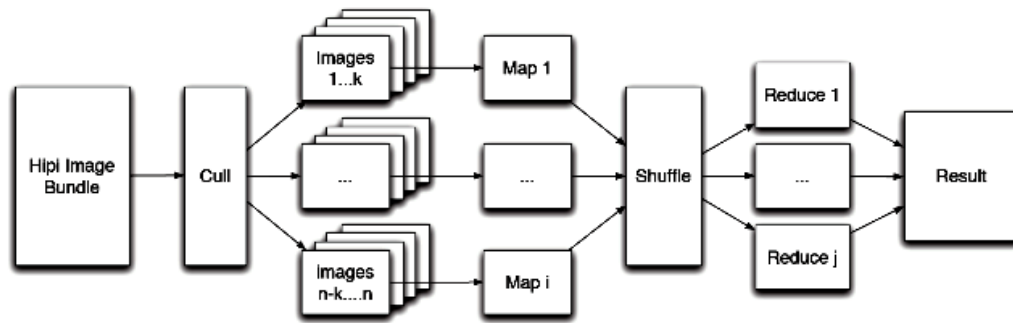 Hipi Image
Bundle
Cull
Images
1...k
...
Images
n-k....n
Map 1
...
Map i
Shuffle
Reduce 1
...
Reduce j
Result